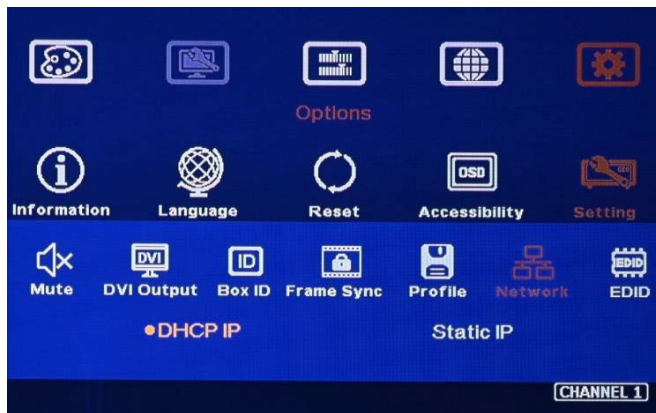 Options
OSD
GEO
Information Language Reset Accessibility Setting
DVI ID EDID
Mute DVI Output Box ID Frame Sync Profile Network EDID
●DHCP IP Static IP
CHANNEL 1